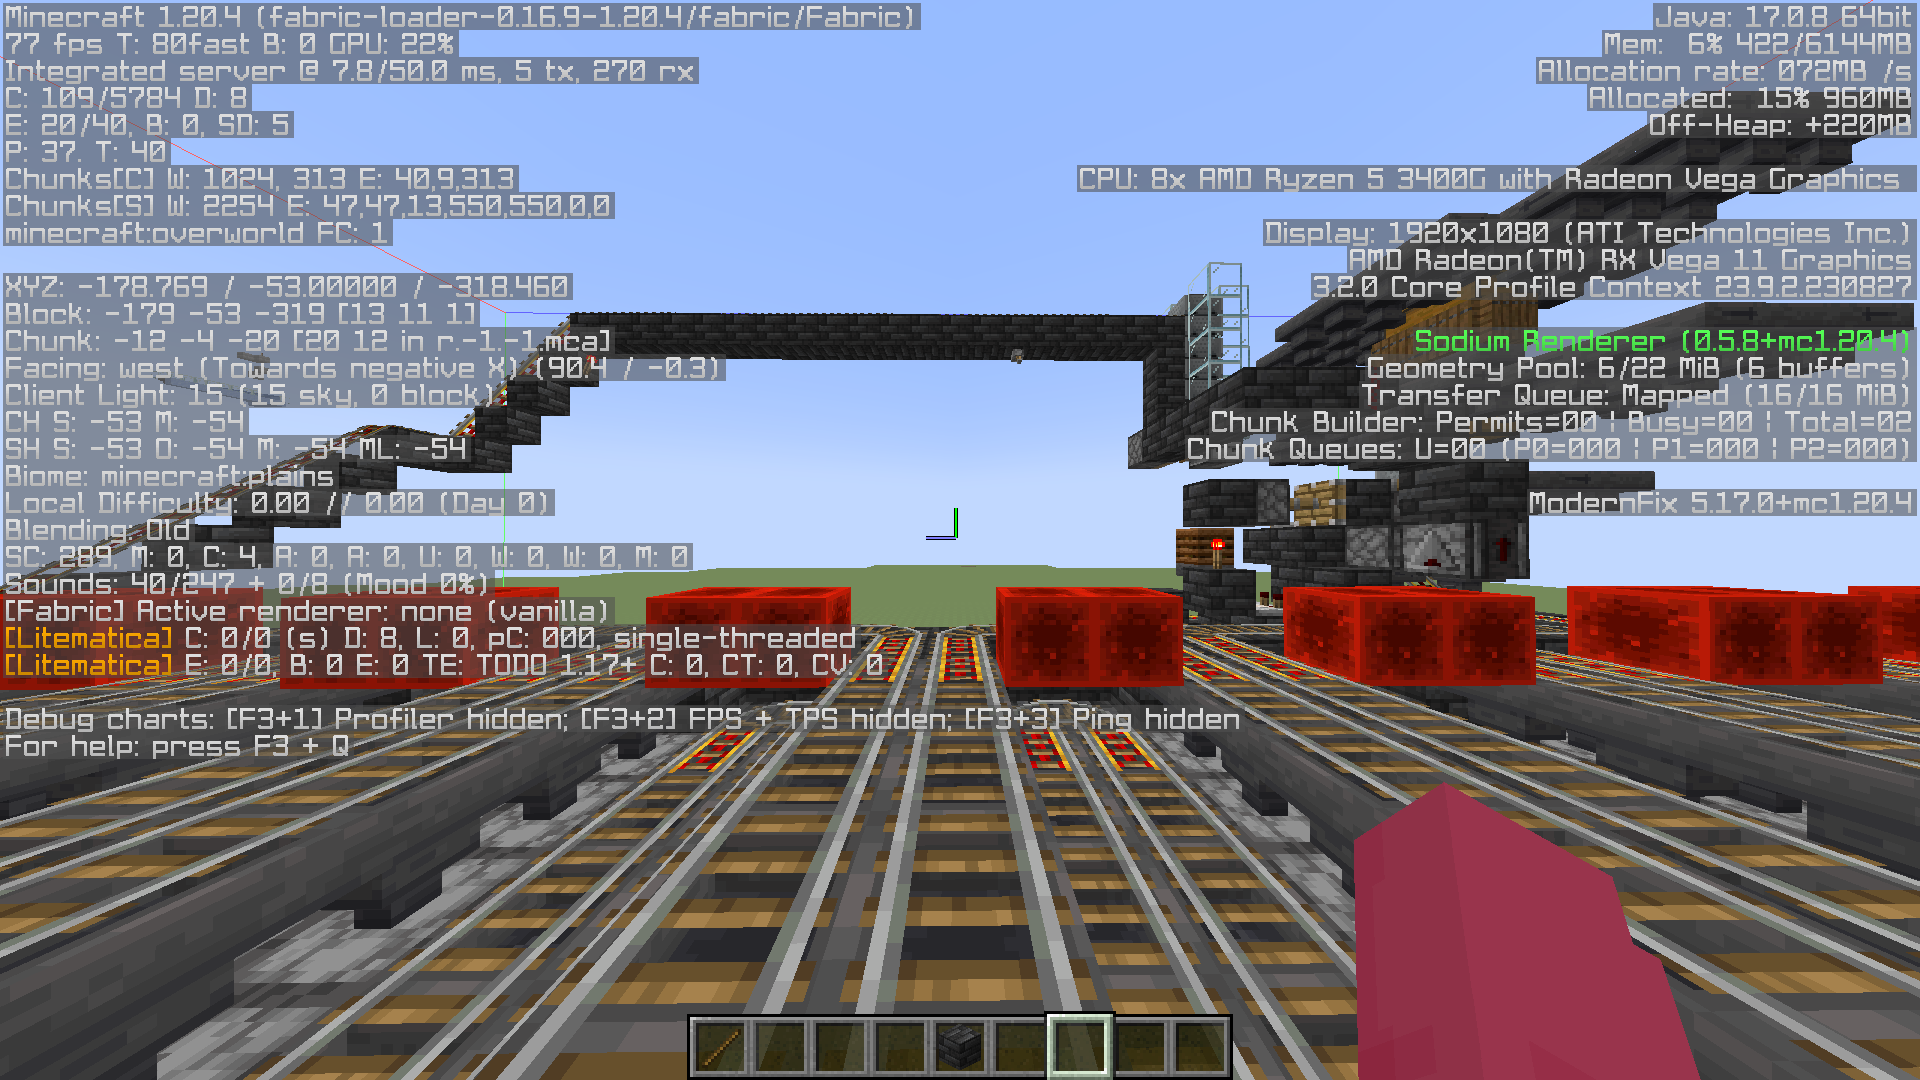 Minecraft 1.20.4 (fabric-loader-0.16.9-1.20.4/fabric/Fabric)
77 fps T: 80fast B: 0 GPU: 22%
Integrated server @ 7.8/50.0 ms, 5 tx, 270 rx
C: 109/5784 D: 8
E: 20/40, B: 0, SD: 5
P: 37. T: 40
Chunks[C] W: 1024, 313 E: 40,9,313
Chunks[S] W: 2254 E: 47,47,13,550,550,0,0
minecraft:overworld FC: 1
XYZ: -178.769 / -53.00000 / -318.460
Block: -179 -53 -319 [13 11 1]
Chunk: -12 -4 -20 [20 12 in r.-1.-1.mca]
Facing: west (Towards negative X) (90.4 / -0.3)
Client Light: 15 (15 sky, 0 block)
CH S: -53 M: -54
SH S: -53 O: -54 M: -54 ML: -54
Biome: minecraft:plains
Local Difficulty: 0.00 // 0.00 (Day 0)
Blending: Old
SC: 289, M: 0, C: 4, A: 0, A: 0, U: 0, W: 0, W: 0, M: 0
Sounds: 40/247 + 0/8 (Mood 0%)
[Fabric] Active renderer: none (vanilla)
[Litematica] C: 0/0 (s) D: 8, L: 0, pC: 000, single-threaded
[Litematica] E: 0/0, B: 0 E: 0 TE: TODO 1.17+ C: 0, CT: 0, CV: 0
Debug charts: [F3+1] Profiler hidden; [F3+2] FPS + TPS hidden; [F3+3] Ping hidden
For help: press F3 + Q
Java: 17.0.8 64bit
Mem: 6% 422/6144MB
Allocation rate: 072MB /s
Allocated: 15% 960MB
Off-Heap: +220MB
CPU: 8x AMD Ryzen 5 3400G with Radeon Vega Graphics
Display: 1920x1080 (ATI Technologies Inc.)
AMD Radeon(TM) RX Vega 11 Graphics
3.2.0 Core Profile Context 23.9.2.230827
Sodium Renderer (0.5.8+mc1.20.4)
Geometry Pool: 6/22 MiB (6 buffers)
Transfer Queue: Mapped (16/16 MiB)
Chunk Builder: Permits=00 | Busy=00 | Total=02
Chunk Queues: U=00 (P0=000 | P1=000 | P2=000)
ModernFix 5.17.0+mc1.20.4